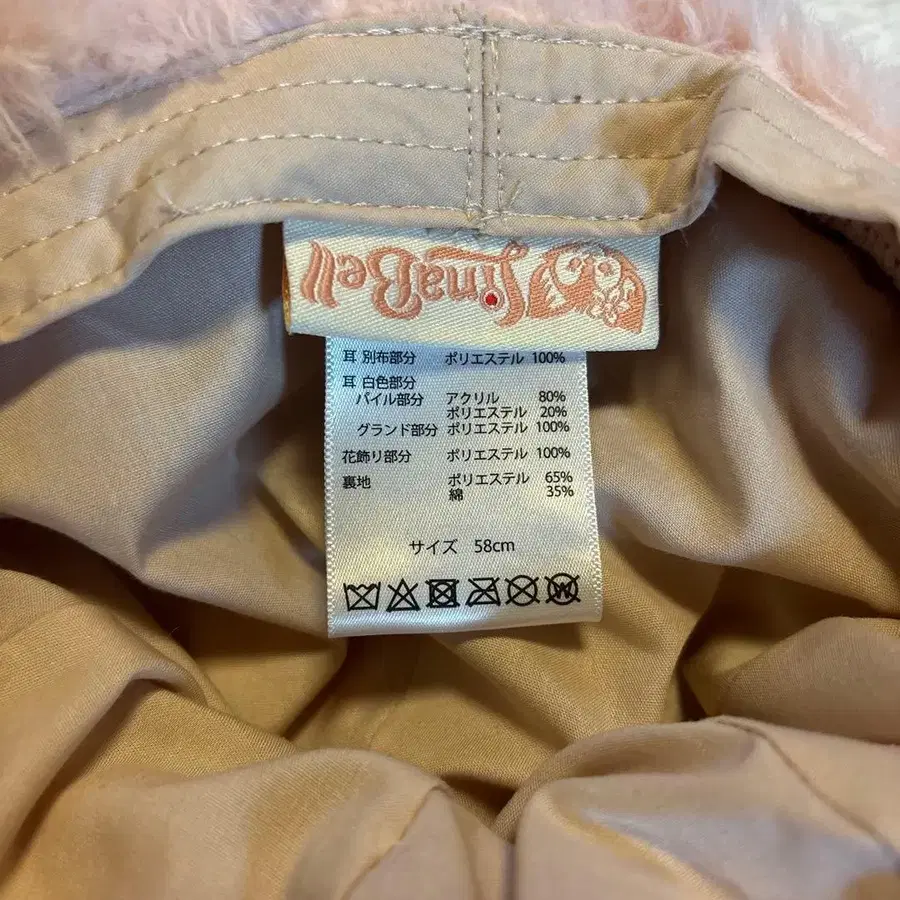 LinaBell
耳 別布部分 ポリエステル 100%
耳 白色部分
パイル部分 アクリル 80%
ポリエステル 20%
グランド部分 ポリエステル 100%
花飾り部分 ポリエステル 100%
裏地 ポリエステル 65%
綿 35%
サイズ 58cm
W